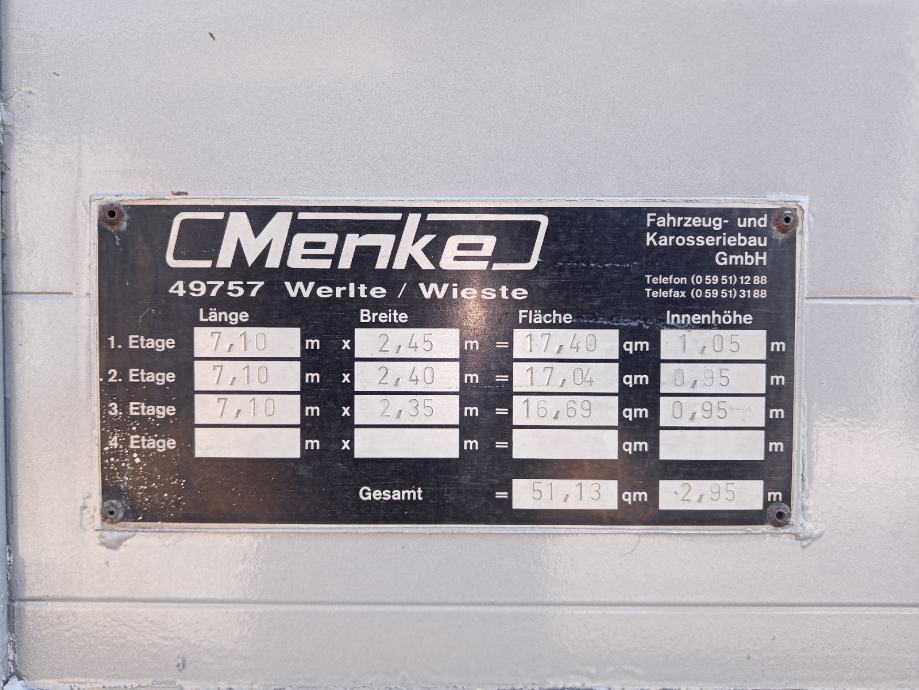 Menke
49757 Werlte / Wieste
Fahrzeug- und
Karosseriebau
GmbH
Telefon (0 59 51) 12 88
Telefax (0 59 51) 31 88
Länge Breite Fläche Innenhöhe
1. Etage 7,10 m x 2,45 m = 17,40 qm 1,05 m
2. Etage 7,10 m x 2,40 m = 17,04 qm 0,95 m
3. Etage 7,10 m x 2,35 m = 16,69 qm 0,95 m
4. Etage m x m = qm m
Gesamt = 51,13 qm 2,95 m